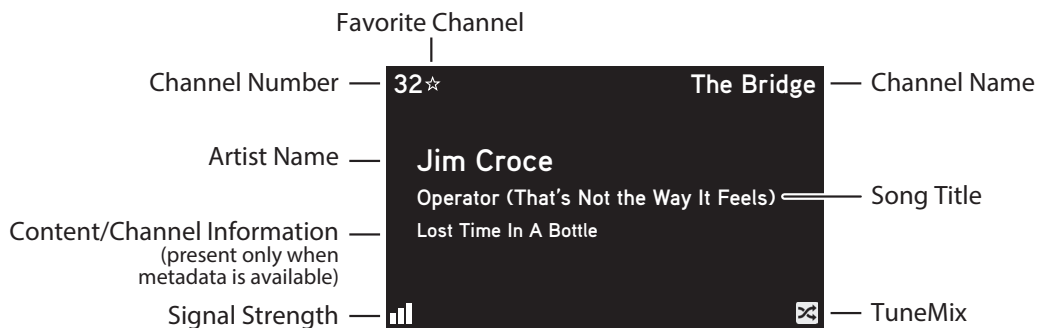 Favorite Channel
Channel Number
32☆
The Bridge
Channel Name
Artist Name
Jim Croce
Operator (That's Not the Way It Feels)
Song Title
Content/Channel Information
(present only when
metadata is available)
Lost Time In A Bottle
Signal Strength
TuneMix